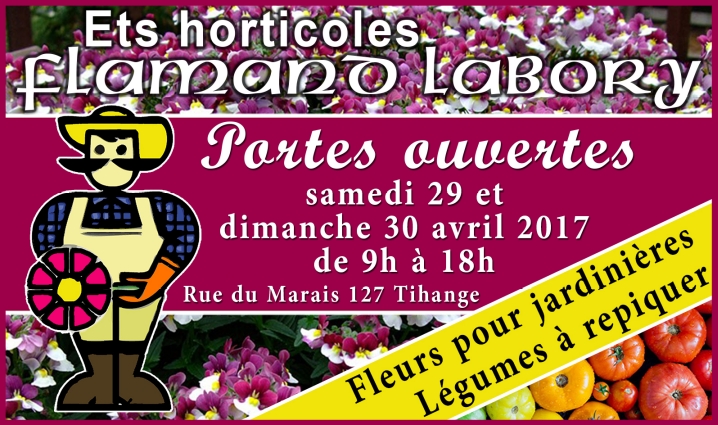 Ets horticoles
Flamand Labory
Portes ouvertes
samedi 29 et
dimanche 30 avril 2017
de 9h à 18h
Rue du Marais 127 Tihange
Fleurs pour jardinières
Légumes à repiquer